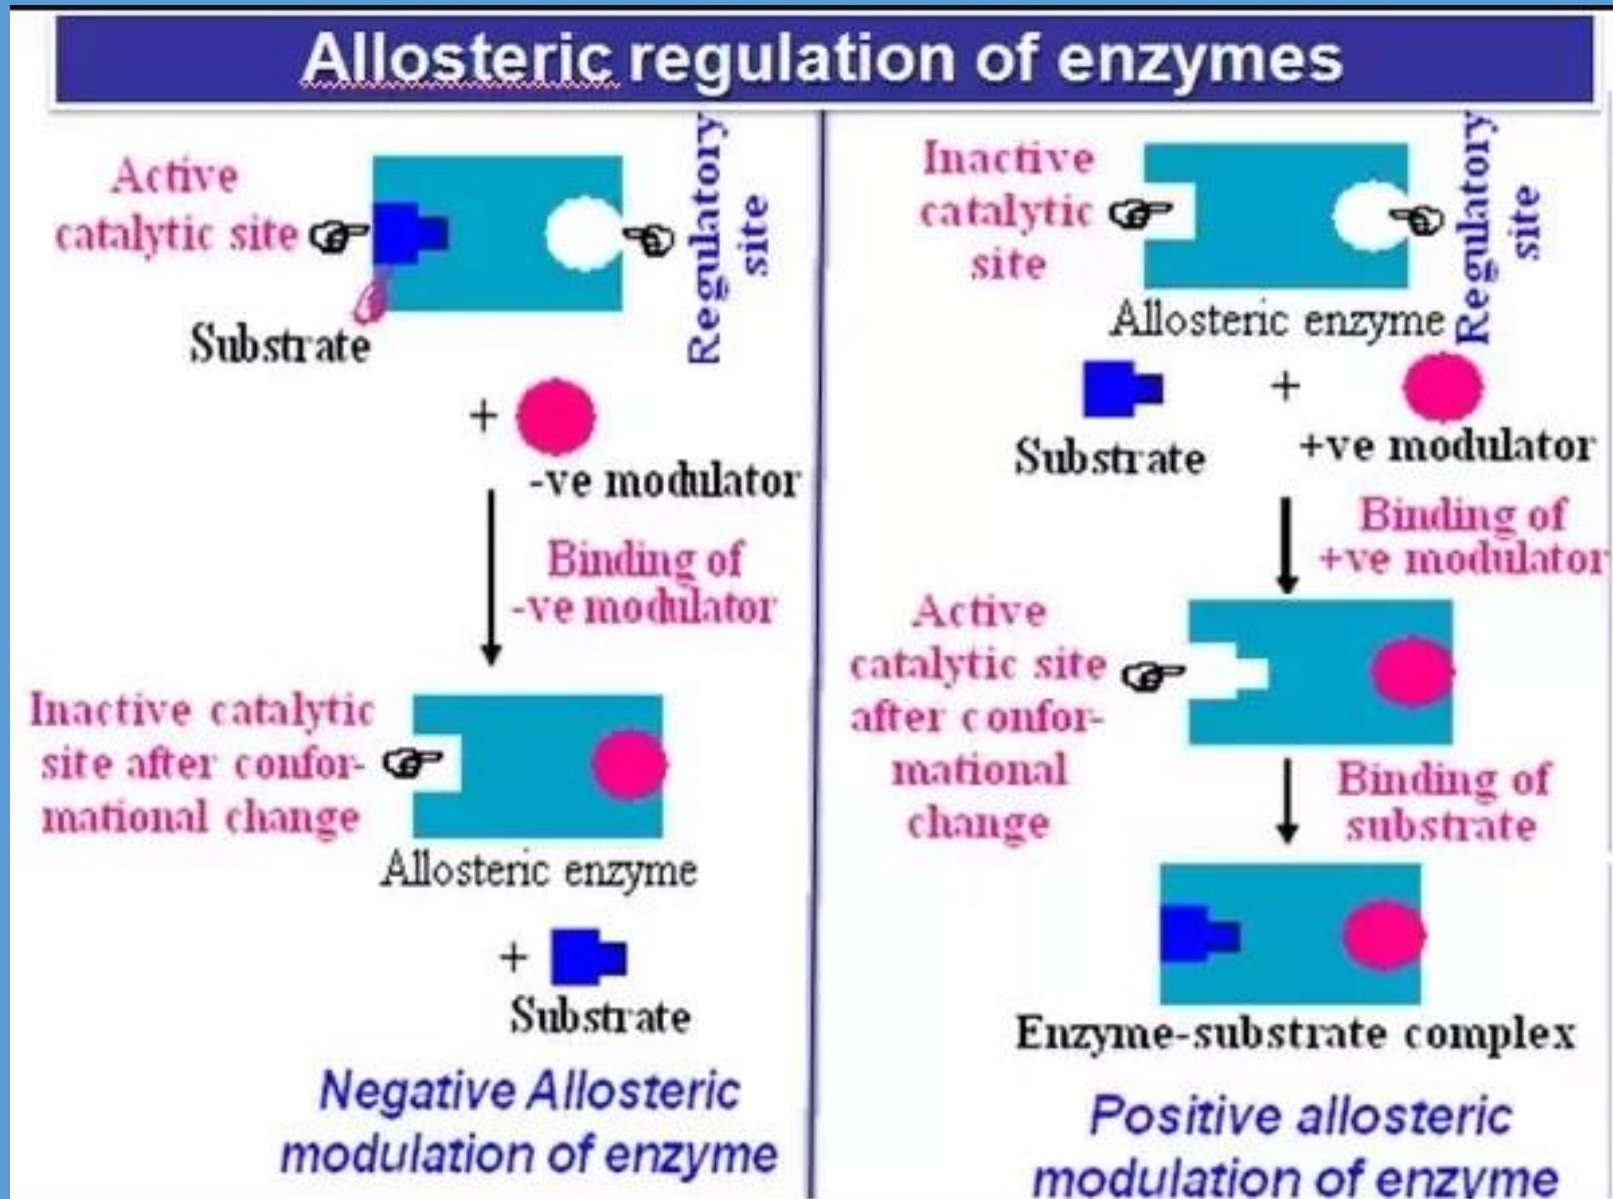 Allosteric regulation of enzymes
Active
catalytic site
Regulatory
site
Substrate
+
-ve modulator
Binding of
-ve modulator
Inactive catalytic
site after confor-
mational change
Allosteric enzyme
+
Substrate
Negative Allosteric
modulation of enzyme
Inactive
catalytic
site
Regulatory
site
Allosteric enzyme
+
Substrate
+ve modulator
Binding of
+ve modulator
Active
catalytic site
after confor-
mational
change
Binding of
substrate
Enzyme-substrate complex
Positive allosteric
modulation of enzyme